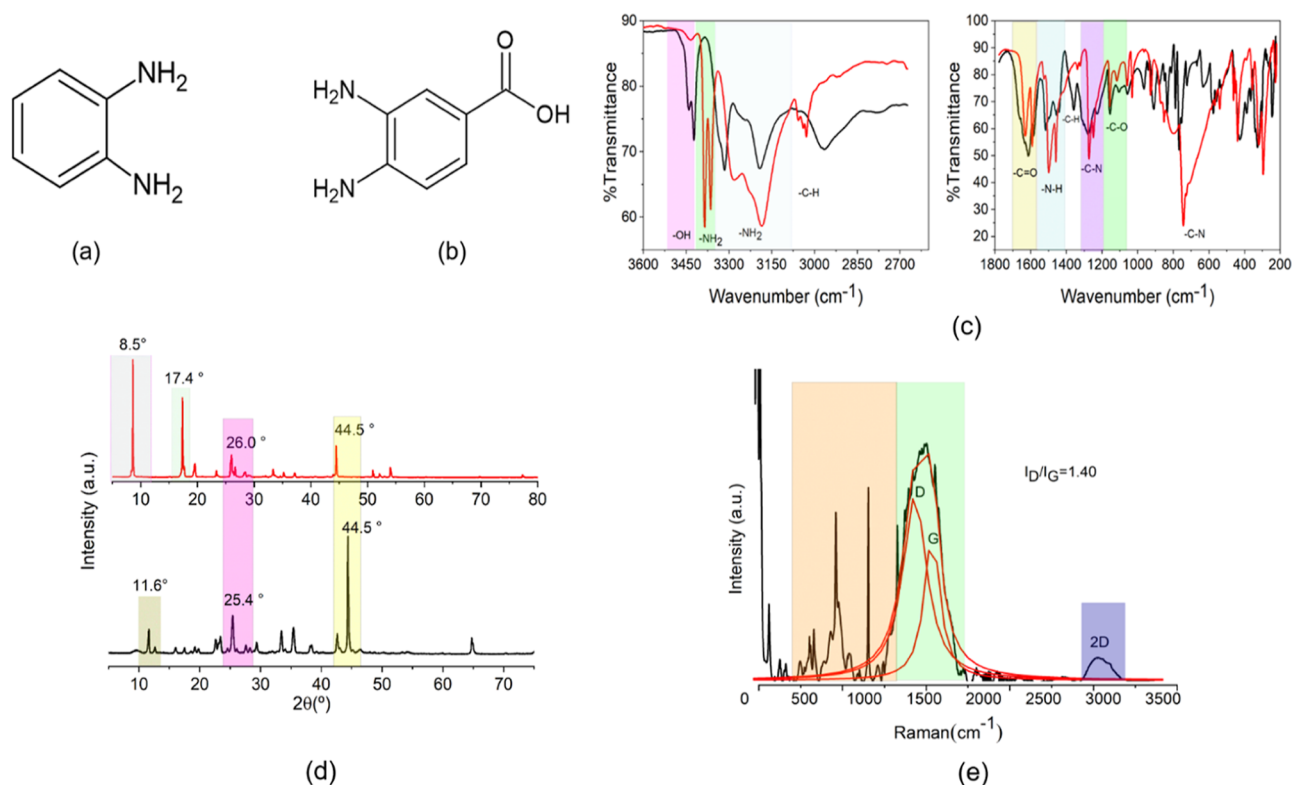 NH2
NH2
(a)
O
OH
H2N
H2N
(b)
%Transmittance
90
80
70
60
-OH
-NH2
-NH2
-C-H
3600 3450 3300 3150 3000 2850 2700
Wavenumber (cm-1)
%Transmittance
90
80
70
60
50
40
30
20
10
-C=O
-N-H
-C-H
-C-N
-C-O
-C-N
1800 1600 1400 1200 1000 800 600 400 200
Wavenumber (cm-1)
(c)
Intensity (a.u.)
8.5°
17.4 °
26.0 °
44.5 °
10 20 30 40 50 60 70 80
11.6°
25.4 °
44.5 °
10 20 30 40 50 60 70
2θ(º)
(d)
Intensity (a.u.)
D
G
2D
ID/IG=1.40
0 500 1000 1500 2000 2500 3000 3500
Raman(cm-1)
(e)